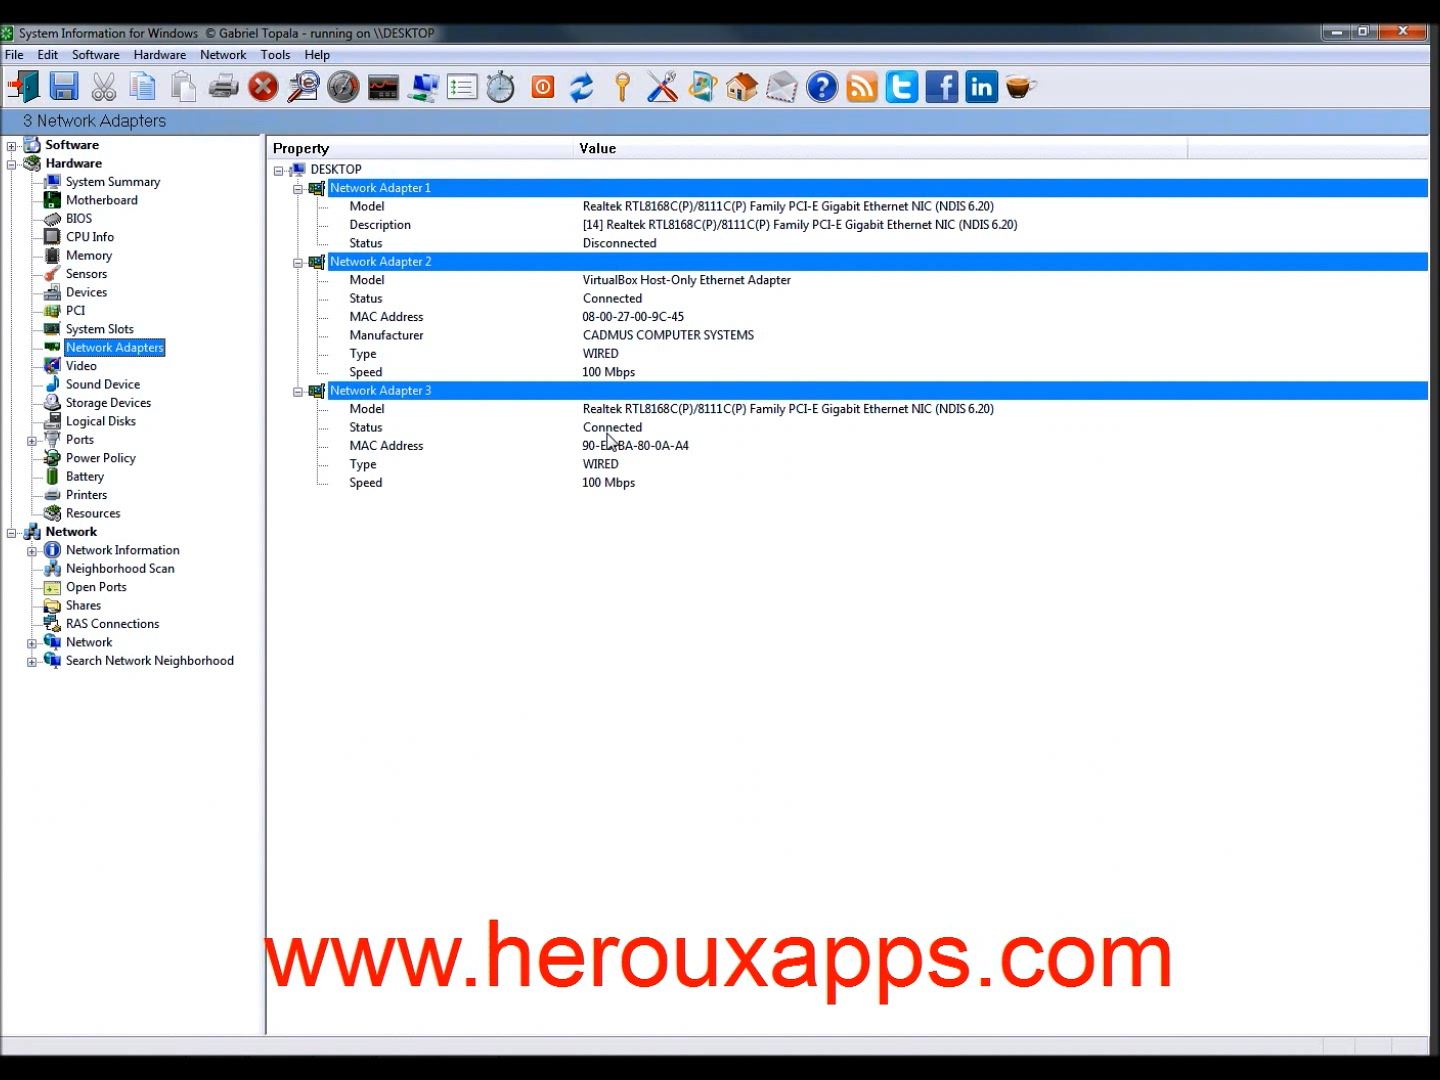 System Information for Windows © Gabriel Topala - running on \\DESKTOP
File Edit Software Hardware Network Tools Help
3 Network Adapters
Software
Hardware
System Summary
Motherboard
BIOS
CPU Info
Memory
Sensors
Devices
PCI
System Slots
Network Adapters
Video
Sound Device
Storage Devices
Logical Disks
Ports
Power Policy
Battery
Printers
Resources
Network
Network Information
Neighborhood Scan
Open Ports
Shares
RAS Connections
Network
Search Network Neighborhood
Property Value
DESKTOP
Network Adapter 1
Model Realtek RTL8168C(P)/8111C(P) Family PCI-E Gigabit Ethernet NIC (NDIS 6.20)
Description [14] Realtek RTL8168C(P)/8111C(P) Family PCI-E Gigabit Ethernet NIC (NDIS 6.20)
Status Disconnected
Network Adapter 2
Model VirtualBox Host-Only Ethernet Adapter
Status Connected
MAC Address 08-00-27-00-9C-45
Manufacturer CADMUS COMPUTER SYSTEMS
Type WIRED
Speed 100 Mbps
Network Adapter 3
Model Realtek RTL8168C(P)/8111C(P) Family PCI-E Gigabit Ethernet NIC (NDIS 6.20)
Status Connected
MAC Address
Type WIRED
Speed 100 Mbps
www.herouxapps.com